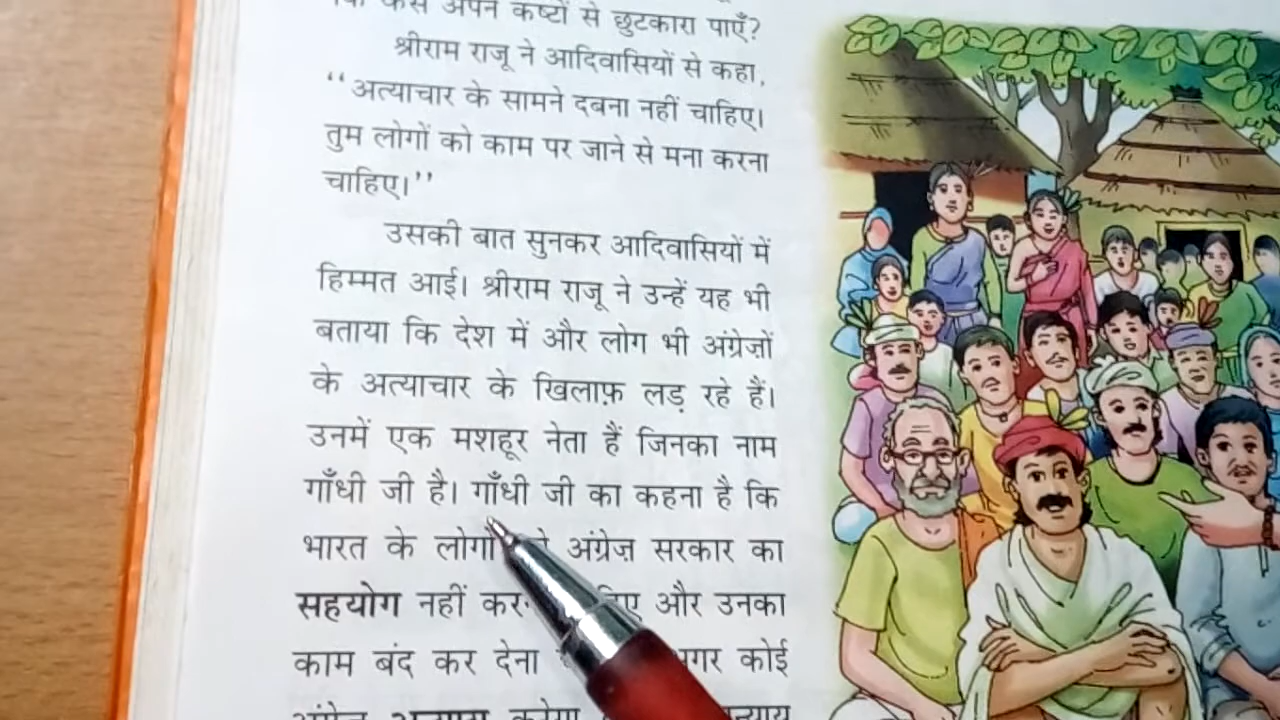 अपने कष्टों से छुटकारा पाएँ?
श्रीराम राजू ने आदिवासियों से कहा,
“अत्याचार के सामने दबना नहीं चाहिए।
तुम लोगों को काम पर जाने से मना करना
चाहिए।”
उसकी बात सुनकर आदिवासियों में
हिम्मत आई। श्रीराम राजू ने उन्हें यह भी
बताया कि देश में और लोग भी अंग्रेज़ों
के अत्याचार के खिलाफ़ लड़ रहे हैं।
उनमें एक मशहूर नेता हैं जिनका नाम
गाँधी जी है। गाँधी जी का कहना है कि
भारत के लोगों अंग्रेज़ सरकार का
सहयोग नहीं और उनका
काम बंद कर देना कोई